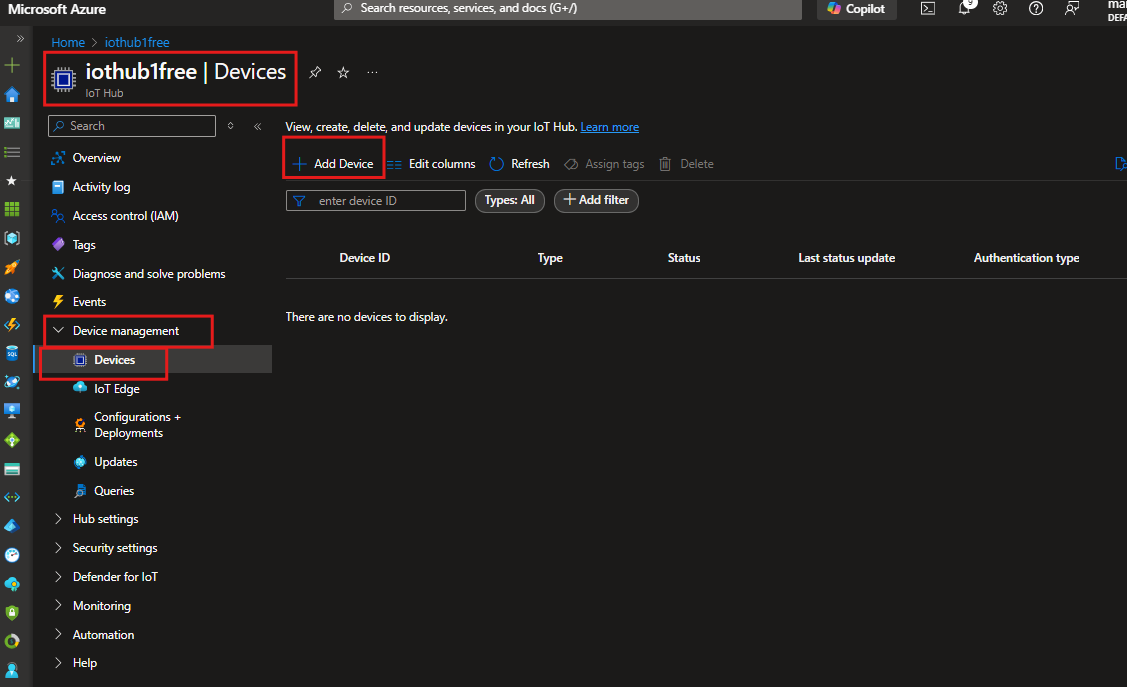 Microsoft Azure
Search resources, services, and docs (G+/)
Copilot
9
Home > iothub1free
iothub1free | Devices
IoT Hub
Search
View, create, delete, and update devices in your IoT Hub. Learn more
Overview
Activity log
Access control (IAM)
Tags
Diagnose and solve problems
Events
Device management
Devices
IoT Edge
Configurations +
Deployments
Updates
Queries
Hub settings
Security settings
Defender for IoT
Monitoring
Automation
Help
Add Device
Edit columns
Refresh
Assign tags
Delete
enter device ID
Types: All
Add filter
Device ID
Type
Status
Last status update
Authentication type
There are no devices to display.
SQL